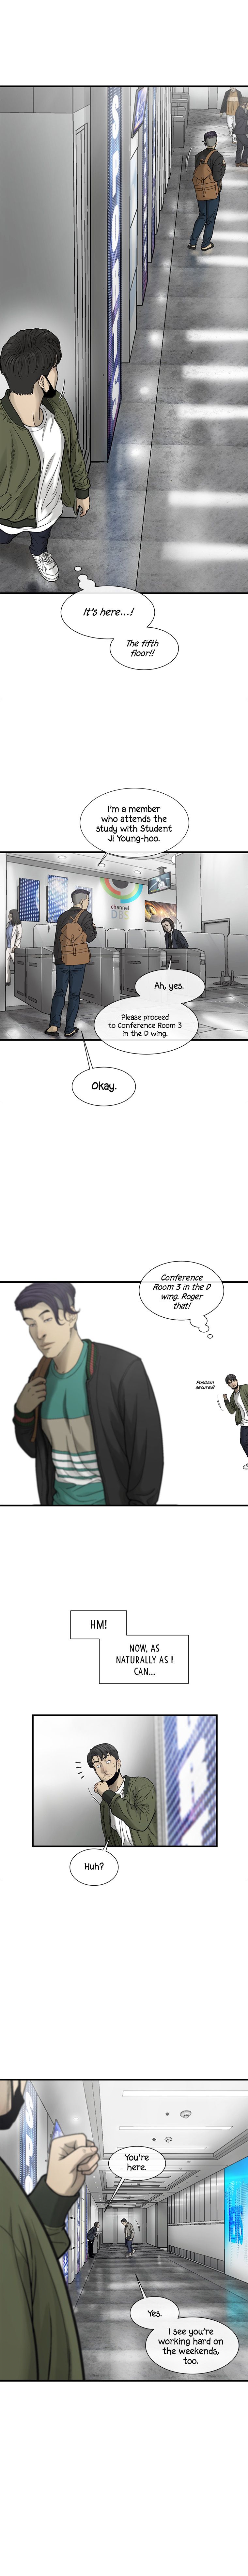 It's here...!
The fifth
floor!!
I'm a member
who attends the
study with Student
Ji Young-hoo.
channel
DBS
Ah, yes.
Please proceed
to Conference Room 3
in the D wing.
Okay.
Conference
Room 3 in the D
wing. Roger
that!
Position
secured!
HM!
NOW, AS
NATURALLY AS I
CAN...
Huh?
You're
here.
Yes.
I see you're
working hard on
the weekends,
too.